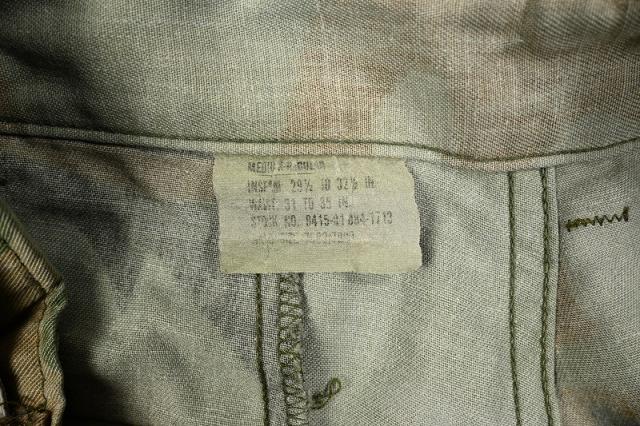 MEDIUM-REGULAR
INSEAM: 29½ TO 32½ IN.
WAIST: 31 TO 35 IN.
STOCK NO. 8415-01-084-1713